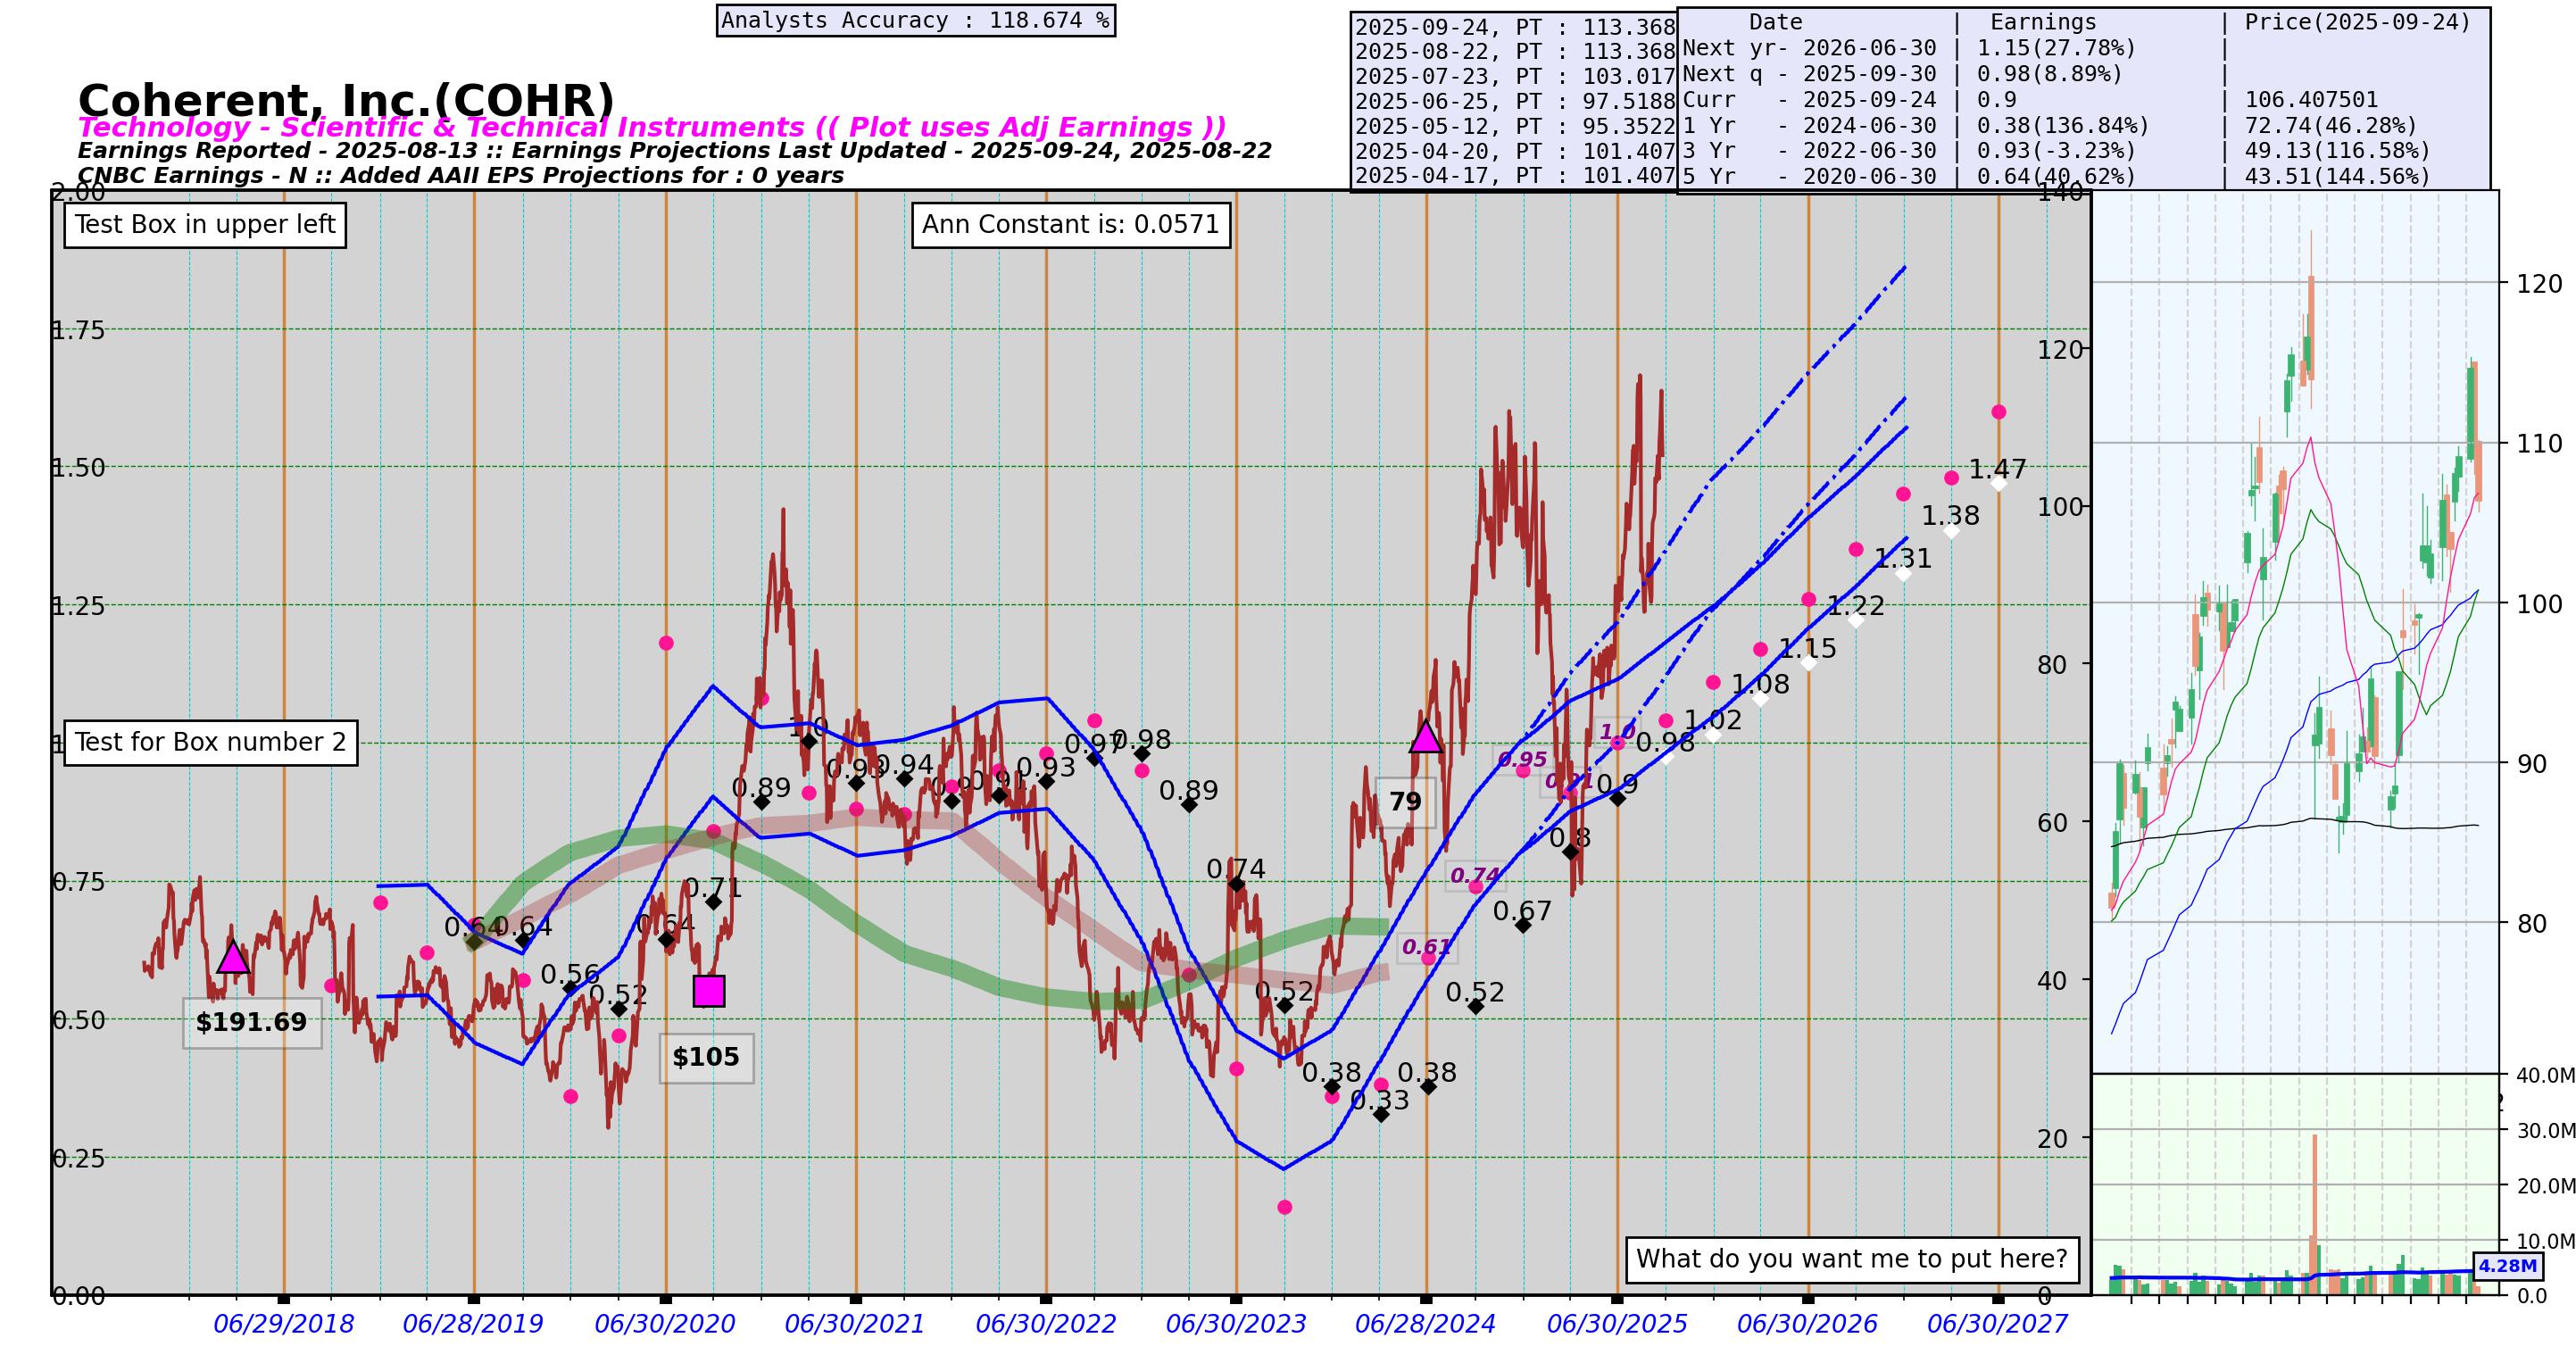 Analysts Accuracy : 118.674 %
2025-09-24, PT : 113.368
2025-08-22, PT : 113.368
2025-07-23, PT : 103.017
2025-06-25, PT : 97.5188
2025-05-12, PT : 95.3522
2025-04-20, PT : 101.407
2025-04-17, PT : 101.407
Date | Earnings | Price(2025-09-24)
Next yr- 2026-06-30 | 1.15(27.78%) |
Next q - 2025-09-30 | 0.98(8.89%) |
Curr - 2025-09-24 | 0.9 | 106.407501
1 Yr - 2024-06-30 | 0.38(136.84%) | 72.74(46.28%)
3 Yr - 2022-06-30 | 0.93(-3.23%) | 49.13(116.58%)
5 Yr - 2020-06-30 | 0.64(40.62%) | 43.51(144.56%)
Coherent, Inc.(COHR)
Technology - Scientific & Technical Instruments (( Plot uses Adj Earnings ))
Earnings Reported - 2025-08-13 :: Earnings Projections Last Updated - 2025-09-24, 2025-08-22
CNBC Earnings - N :: Added AAII EPS Projections for : 0 years
2.00
1.75
1.50
1.25
0.75
0.50
0.25
0.00
Test Box in upper left
Ann Constant is: 0.0571
Test for Box number 2
$191.69
$105
79
0.64
0.64
0.56
0.52
0.64
0.71
0.89
1.0
0.93
0.94
0.9
0.91
0.93
0.97
0.98
0.89
0.74
0.52
0.38
0.33
0.38
0.52
0.67
0.8
0.9
0.61
0.74
0.95
0.91
1.0
0.98
1.02
1.08
1.15
1.22
1.31
1.38
1.47
What do you want me to put here?
140
120
100
80
60
40
20
0
120
110
100
90
80
40.0M
30.0M
20.0M
10.0M
4.28M
0.0
06/29/2018
06/28/2019
06/30/2020
06/30/2021
06/30/2022
06/30/2023
06/28/2024
06/30/2025
06/30/2026
06/30/2027